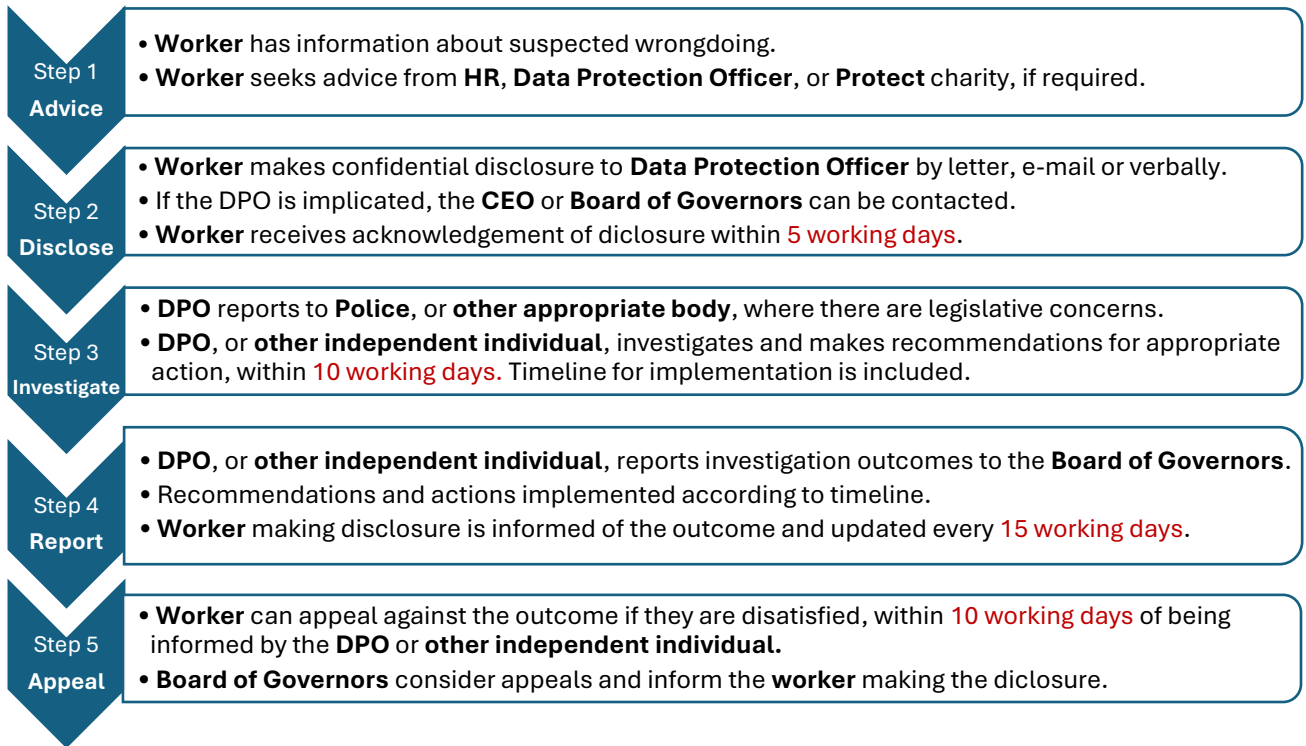 Step 1
Advice
• Worker has information about suspected wrongdoing.
• Worker seeks advice from HR, Data Protection Officer, or Protect charity, if required.
Step 2
Disclose
• Worker makes confidential disclosure to Data Protection Officer by letter, e-mail or verbally.
• If the DPO is implicated, the CEO or Board of Governors can be contacted.
• Worker receives acknowledgement of diclosure within 5 working days.
Step 3
Investigate
• DPO reports to Police, or other appropriate body, where there are legislative concerns.
• DPO, or other independent individual, investigates and makes recommendations for appropriate
action, within 10 working days. Timeline for implementation is included.
Step 4
Report
• DPO, or other independent individual, reports investigation outcomes to the Board of Governors.
• Recommendations and actions implemented according to timeline.
• Worker making disclosure is informed of the outcome and updated every 15 working days.
Step 5
Appeal
• Worker can appeal against the outcome if they are disatisfied, within 10 working days of being
informed by the DPO or other independent individual.
• Board of Governors consider appeals and inform the worker making the diclosure.